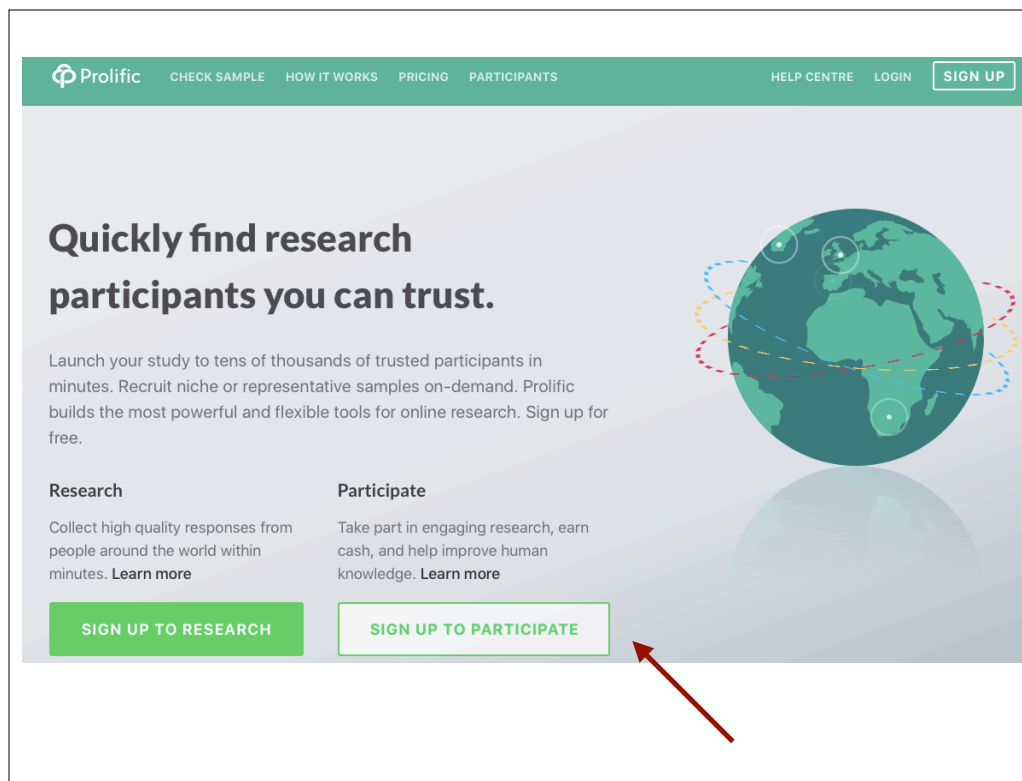 Prolific CHECK SAMPLE HOW IT WORKS PRICING PARTICIPANTS HELP CENTRE LOGIN SIGN UP
Quickly find research
participants you can trust.
Launch your study to tens of thousands of trusted participants in
minutes. Recruit niche or representative samples on-demand. Prolific
builds the most powerful and flexible tools for online research. Sign up for
free.
Research
Collect high quality responses from
people around the world within
minutes. Learn more
SIGN UP TO RESEARCH
Participate
Take part in engaging research, earn
cash, and help improve human
knowledge. Learn more
SIGN UP TO PARTICIPATE